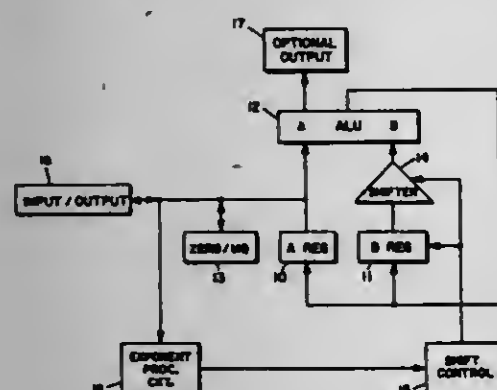 17
OPTIONAL
OUTPUT
12
A ALU B
14
SHIFTER
16
INPUT / OUTPUT
ZERO/MQ
13
A REG
10
B REG
11
EXPONENT
PROC.
CKT.
SHIFT
CONTROL